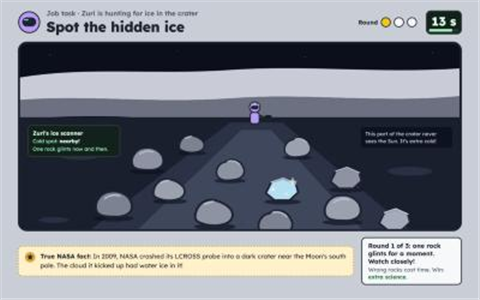 Job task · Zuri is hunting for ice in the crater
Spot the hidden ice
Round
13 s
Zuri's ice scanner
Cold spot nearby!
One rock glints now and then.
This part of the crater never
sees the Sun. It's extra cold!
True NASA fact: In 2009, NASA crashed its LCROSS probe into a dark crater near the Moon's south
pole. The cloud it kicked up had water ice in it!
Round 1 of 3: one rock
glints for a moment.
Watch closely!
Wrong rocks cost time. Win
extra science.